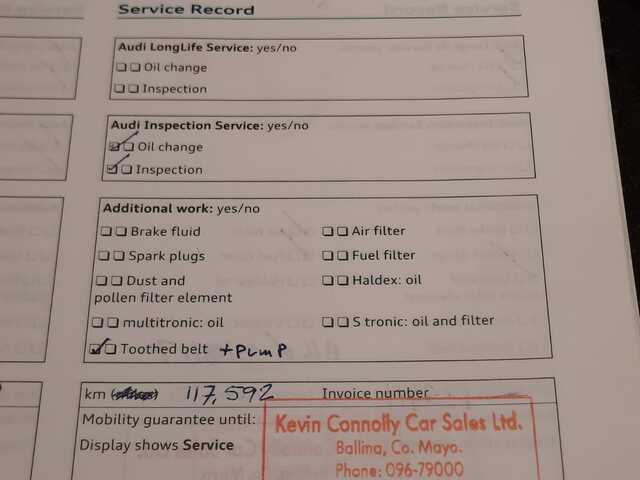 Service Record
Audi LongLife Service: yes/no
Oil change
Inspection
Audi Inspection Service: yes/no
Oil change
Inspection
Additional work: yes/no
Brake fluid
Air filter
Spark plugs
Fuel filter
Dust and
pollen filter element
Haldex: oil
multitronic: oil
S tronic: oil and filter
Toothed belt + PUMP
km 117,592 Invoice number
Mobility guarantee until:
Display shows Service
Kevin Connolly Car Sales Ltd.
Ballina, Co. Mayo.
Phone: 096-79000